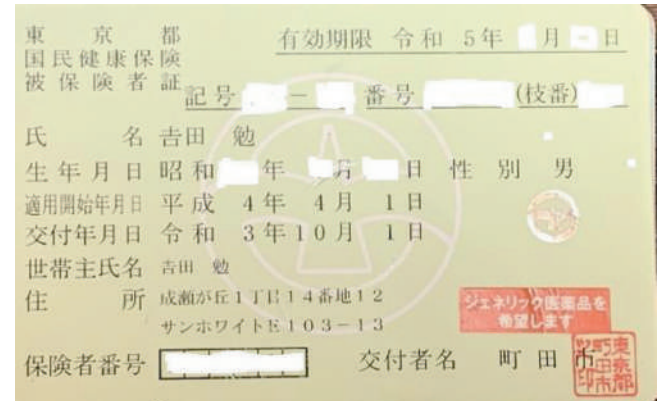 東京都
国民健康保険
被保険者証
有効期限 令和 5年 月 日
記号 ー 番号 (枝番)
氏名 吉田 勉
生年月日 昭和 年 月 日 性別 男
適用開始年月日 平成 4年 4月 1日
交付年月日 令和 3年10月 1日
世帯主氏名 吉田 勉
住所 成瀬が丘1丁目14番地12
サンホワイトE103-13
ジェネリック医薬品を
希望します
保険者番号 交付者名 町田市
東京都
町田市